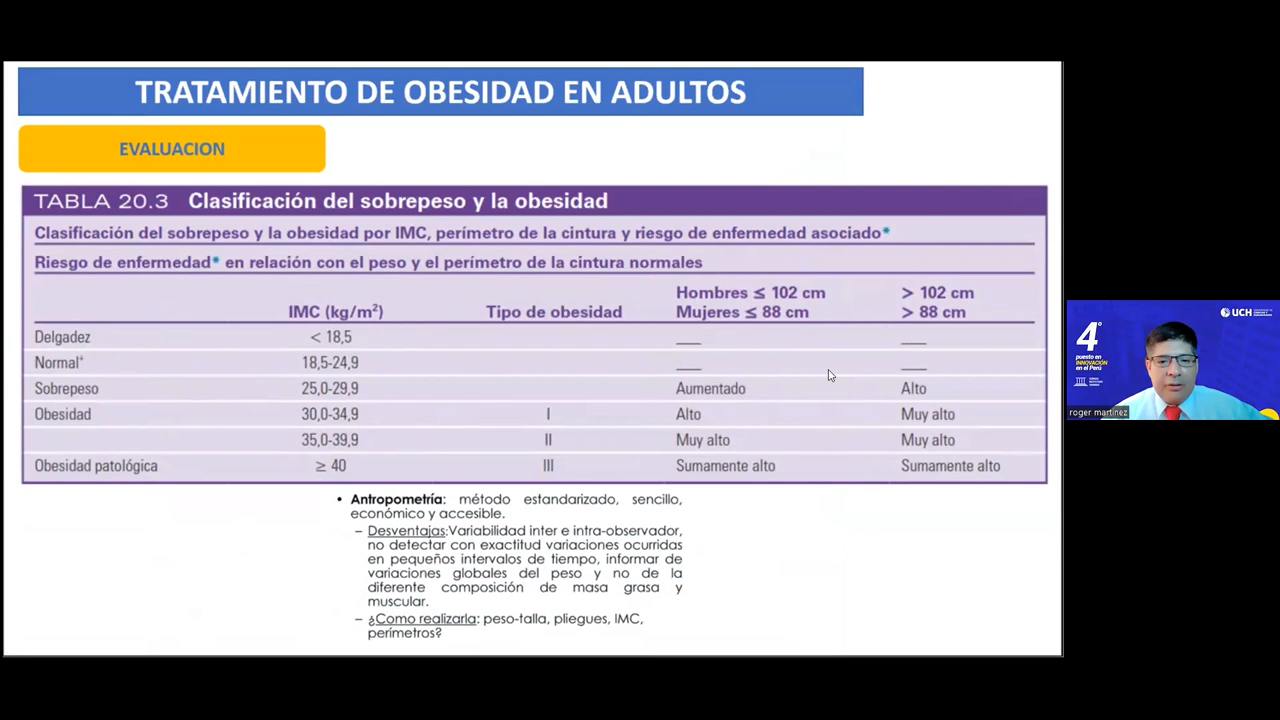 TRATAMIENTO DE OBESIDAD EN ADULTOS
EVALUACION
TABLA 20.3 Clasificación del sobrepeso y la obesidad
Clasificación del sobrepeso y la obesidad por IMC, perímetro de la cintura y riesgo de enfermedad asociado*
Riesgo de enfermedad* en relación con el peso y el perímetro de la cintura normales
Hombres ≤ 102 cm > 102 cm
IMC (kg/m²) Tipo de obesidad Mujeres ≤ 88 cm > 88 cm
Delgadez < 18,5 ___ ___
Normal+ 18,5-24,9 ___ ___
Sobrepeso 25,0-29,9 Aumentado Alto
Obesidad 30,0-34,9 I Alto Muy alto
35,0-39,9 II Muy alto Muy alto
Obesidad patológica ≥ 40 III Sumamente alto Sumamente alto
• Antropometría: método estandarizado, sencillo,
económico y accesible.
– Desventajas:Variabilidad inter e intra-observador,
no detectar con exactitud variaciones ocurridas
en pequeños intervalos de tiempo, informar de
variaciones globales del peso y no de la
diferente composición de masa grasa y
muscular.
– ¿Como realizarla: peso-talla, pliegues, IMC,
perímetros?
4°
puesto en
INNOVACIÓN
en el Perú
UCH
roger martinez